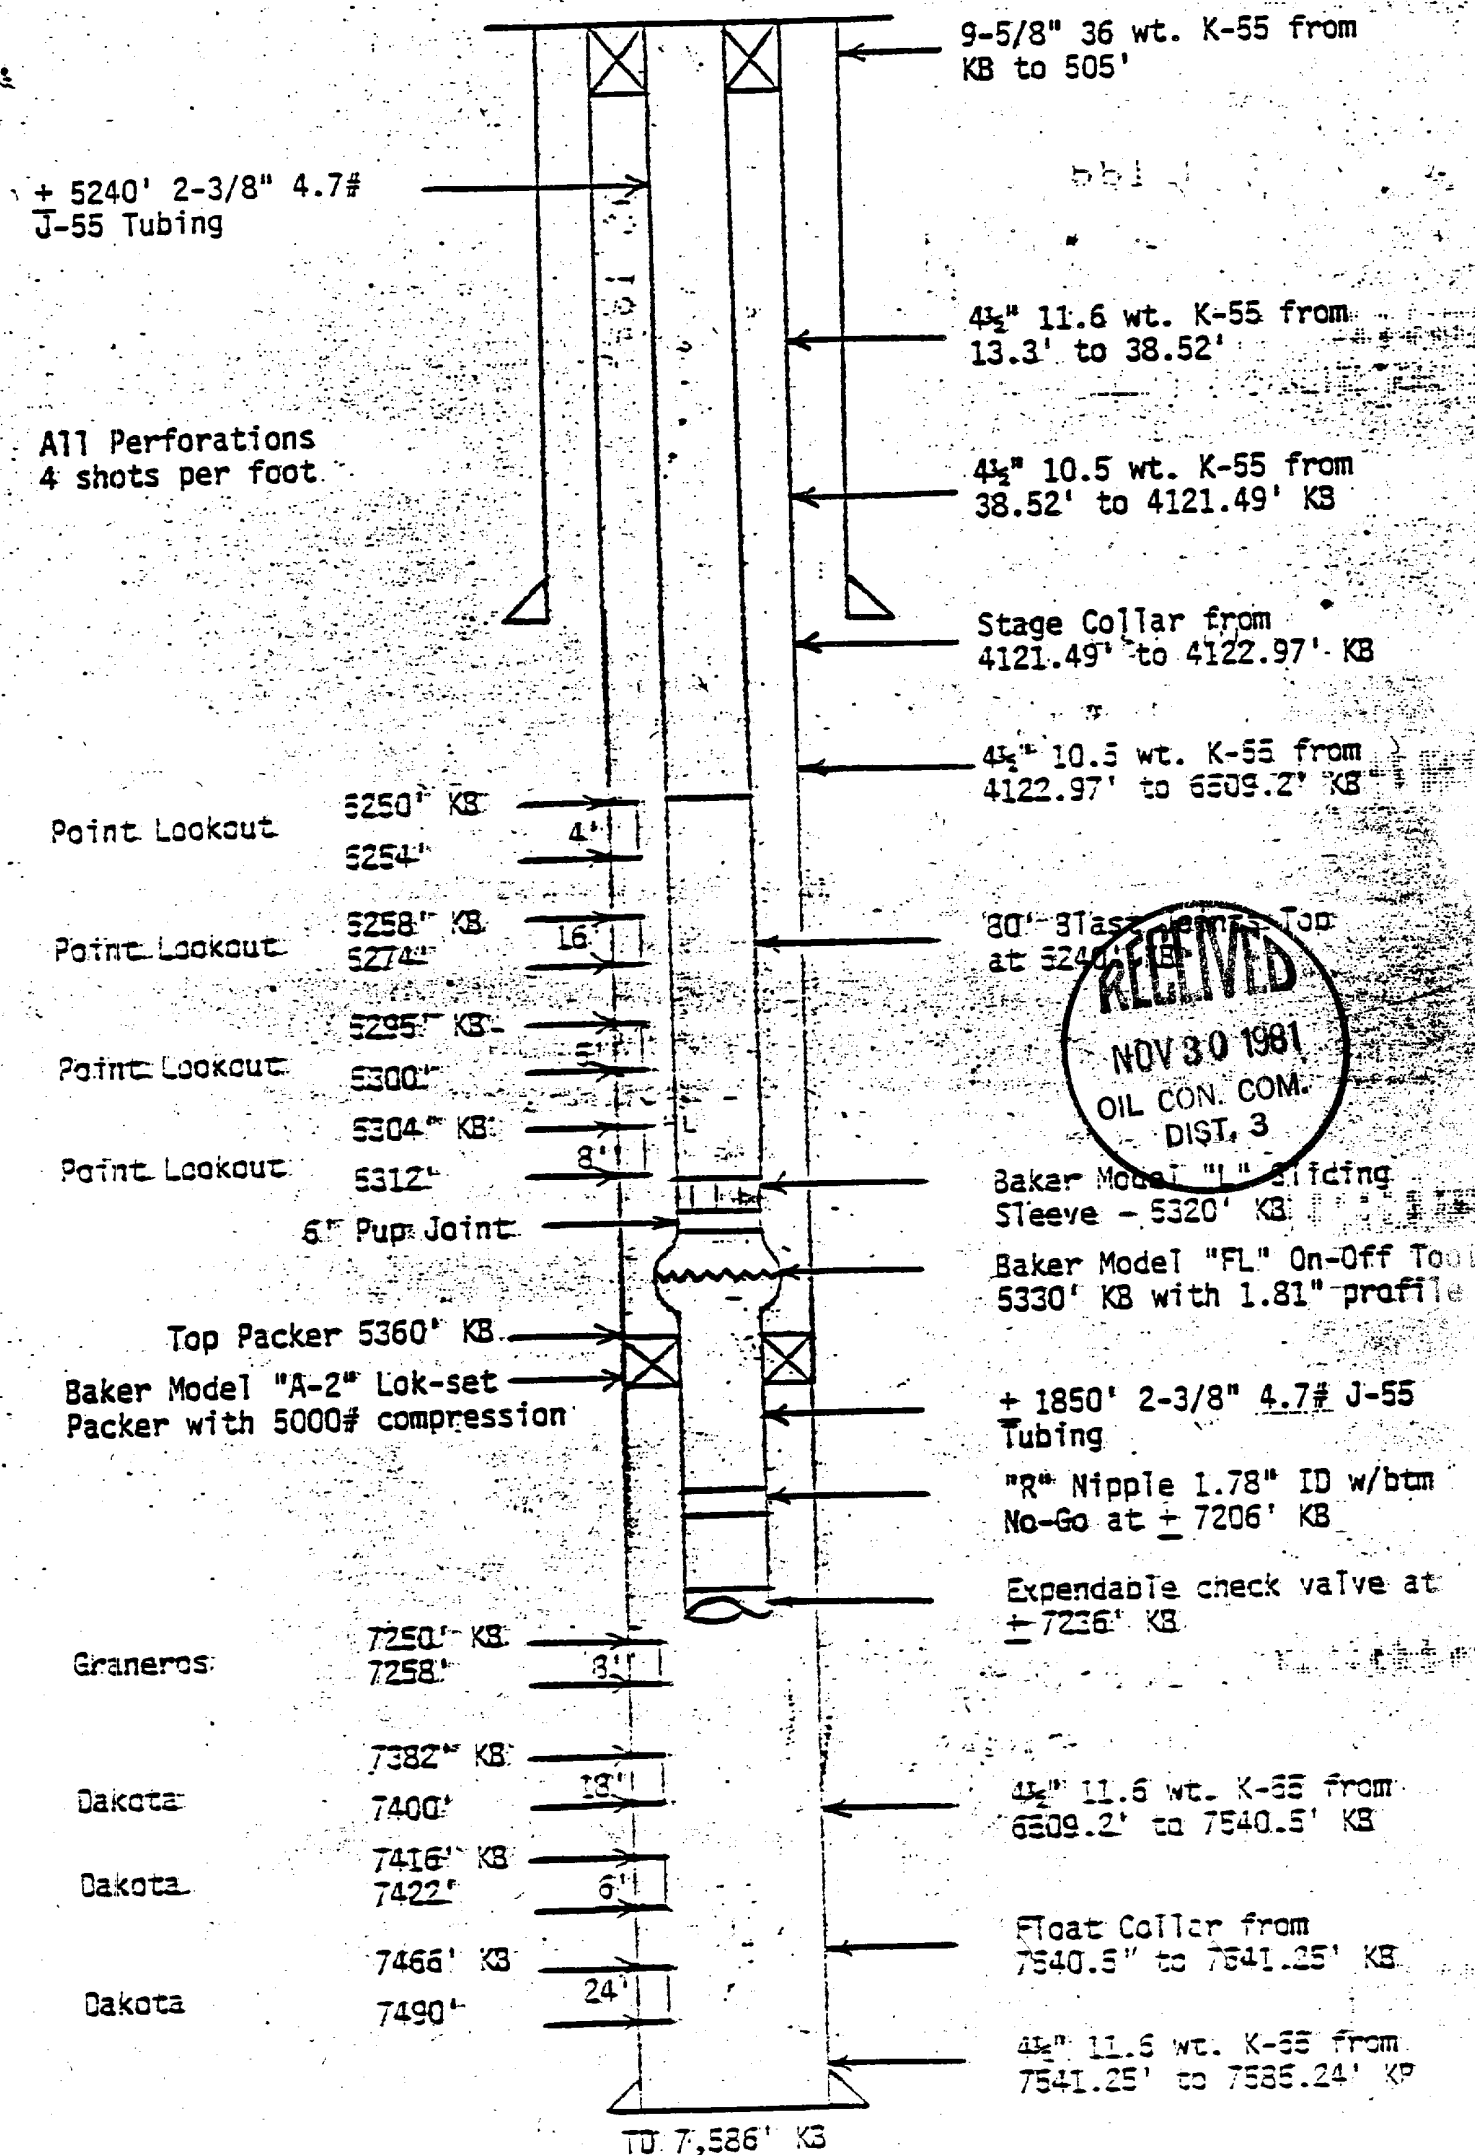 9-5/8" 36 wt. K-55 from
KB to 505'
± 5240' 2-3/8" 4.7#
J-55 Tubing
4½" 11.6 wt. K-55 from
13.3' to 38.52'
All Perforations
4 shots per foot
4½" 10.5 wt. K-55 from
38.52' to 4121.49' KB
Stage Collar from
4121.49' to 4122.97' KB
4½" 10.5 wt. K-55 from
4122.97' to 6509.2' KB
Point Lookout
5250' KB
4'
5254'
Point Lookout
5258' KB
16'
5274'
80' Blast Joints Top
at 5240'
RECEIVED
NOV 30 1981
OIL CON. COM.
DIST. 3
Point Lookout
5295' KB
5'
5300'
Point Lookout
5304' KB
8'
5312'
Baker Model "L" Sliding
Sleeve - 5320' KB
6' Pup Joint
Baker Model "FL" On-Off Tool
5330' KB with 1.81" profile
Top Packer 5360' KB
Baker Model "A-2" Lok-set
Packer with 5000# compression
± 1850' 2-3/8" 4.7# J-55
Tubing
"R" Nipple 1.78" ID w/btm
No-Go at ± 7206' KB
Expendable check valve at
± 7236' KB
Graneros
7250' KB
7258'
8'
Dakota
7382' KB
18'
7400'
4½" 11.6 wt. K-55 from
6509.2' to 7540.5' KB
Dakota
7416' KB
7422'
6'
Float Collar from
7540.5" to 7541.25' KB
Dakota
7466' KB
24'
7490'
4½" 11.6 wt. K-55 from
7541.25' to 7585.24' KB
TD 7,586' KB